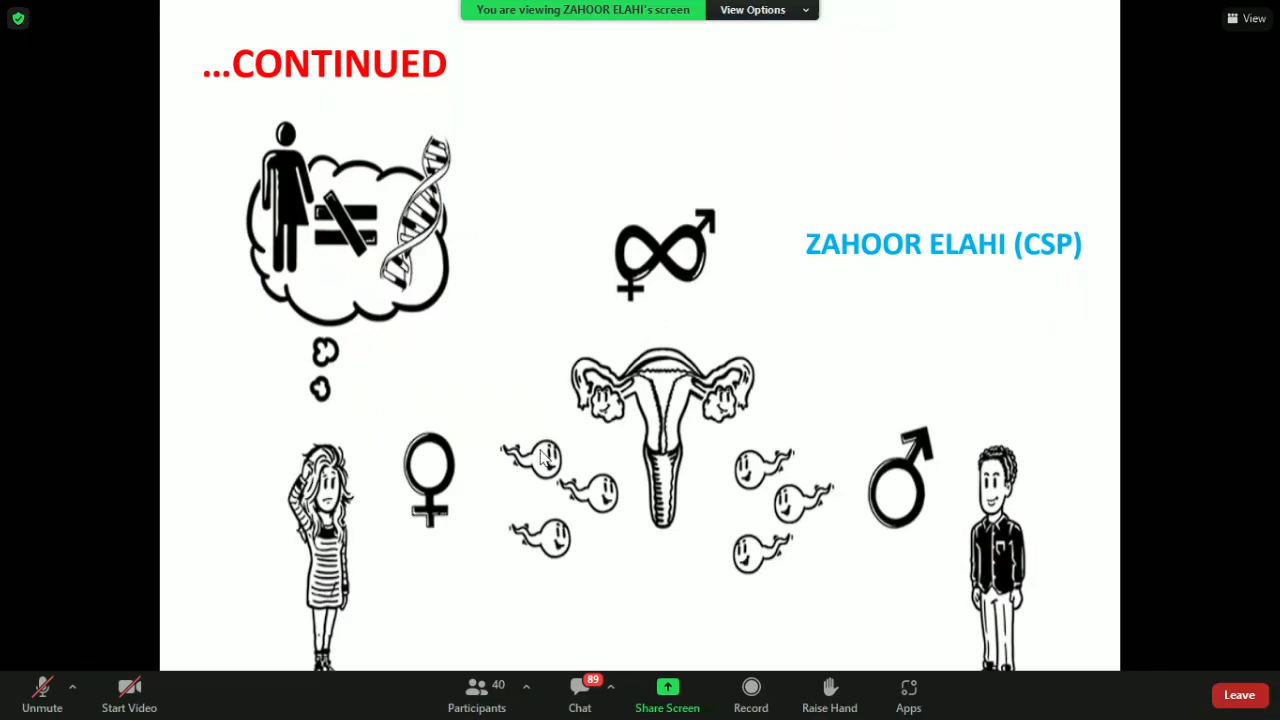 You are viewing ZAHOOR ELAHI's screen
View Options
View
...CONTINUED
ZAHOOR ELAHI (CSP)
Unmute
Start Video
40
Participants
89
Chat
Share Screen
Record
Raise Hand
Apps
Leave